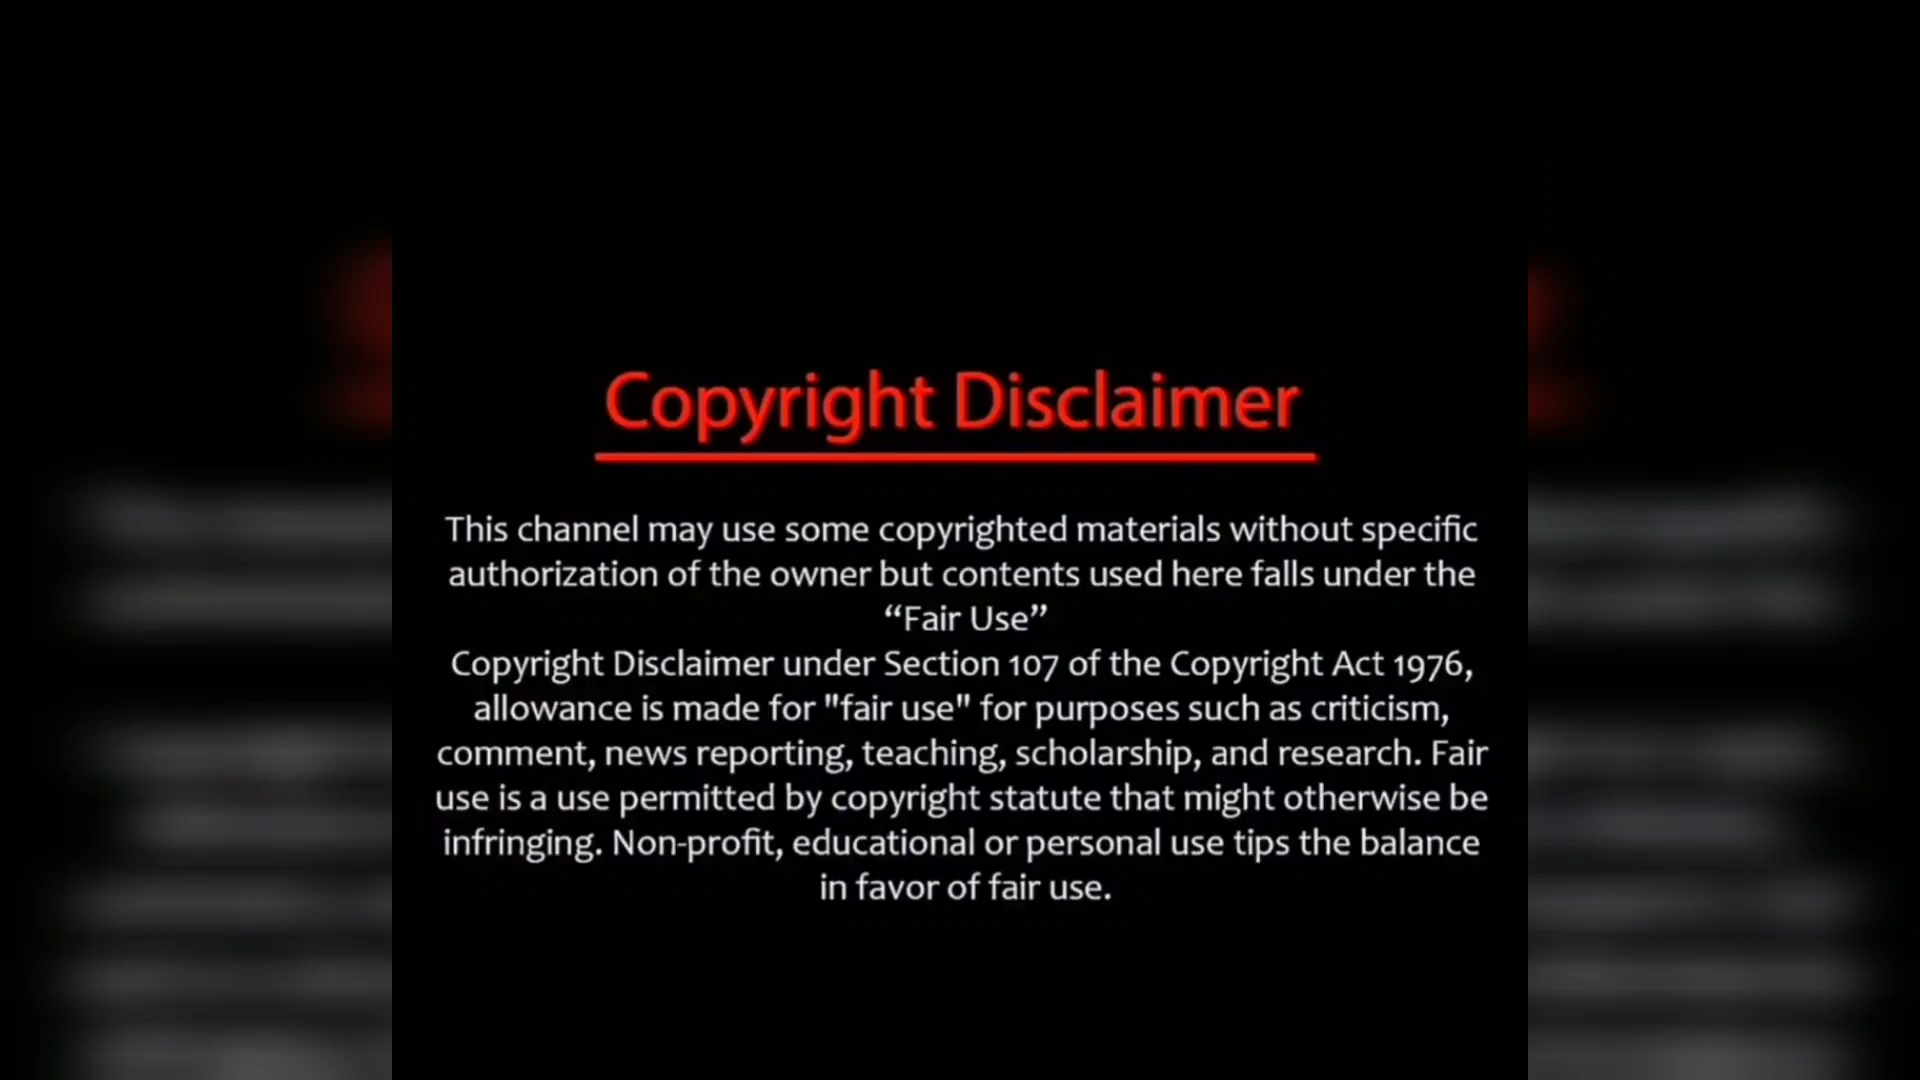 Copyright Disclaimer
This channel may use some copyrighted materials without specific
authorization of the owner but contents used here falls under the
“Fair Use”
Copyright Disclaimer under Section 107 of the Copyright Act 1976,
allowance is made for "fair use" for purposes such as criticism,
comment, news reporting, teaching, scholarship, and research. Fair
use is a use permitted by copyright statute that might otherwise be
infringing. Non-profit, educational or personal use tips the balance
in favor of fair use.